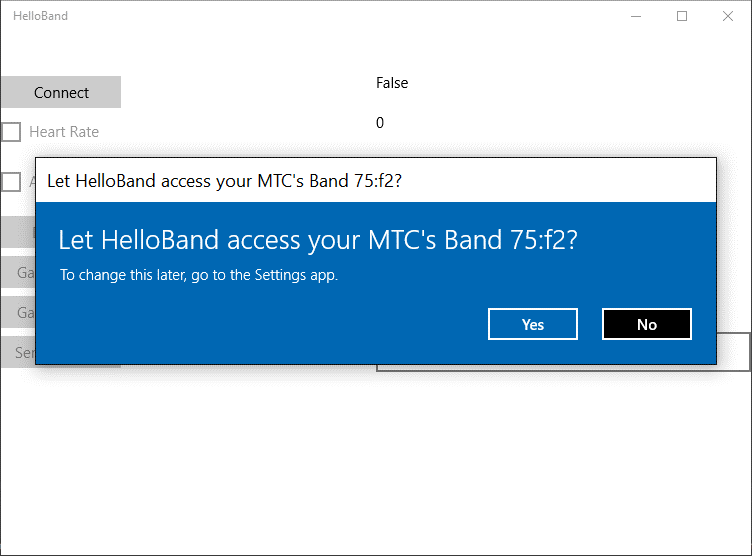 HelloBand
Connect
False
Heart Rate
0
Let HelloBand access your MTC's Band 75:f2?
Let HelloBand access your MTC's Band 75:f2?
To change this later, go to the Settings app.
Yes
No